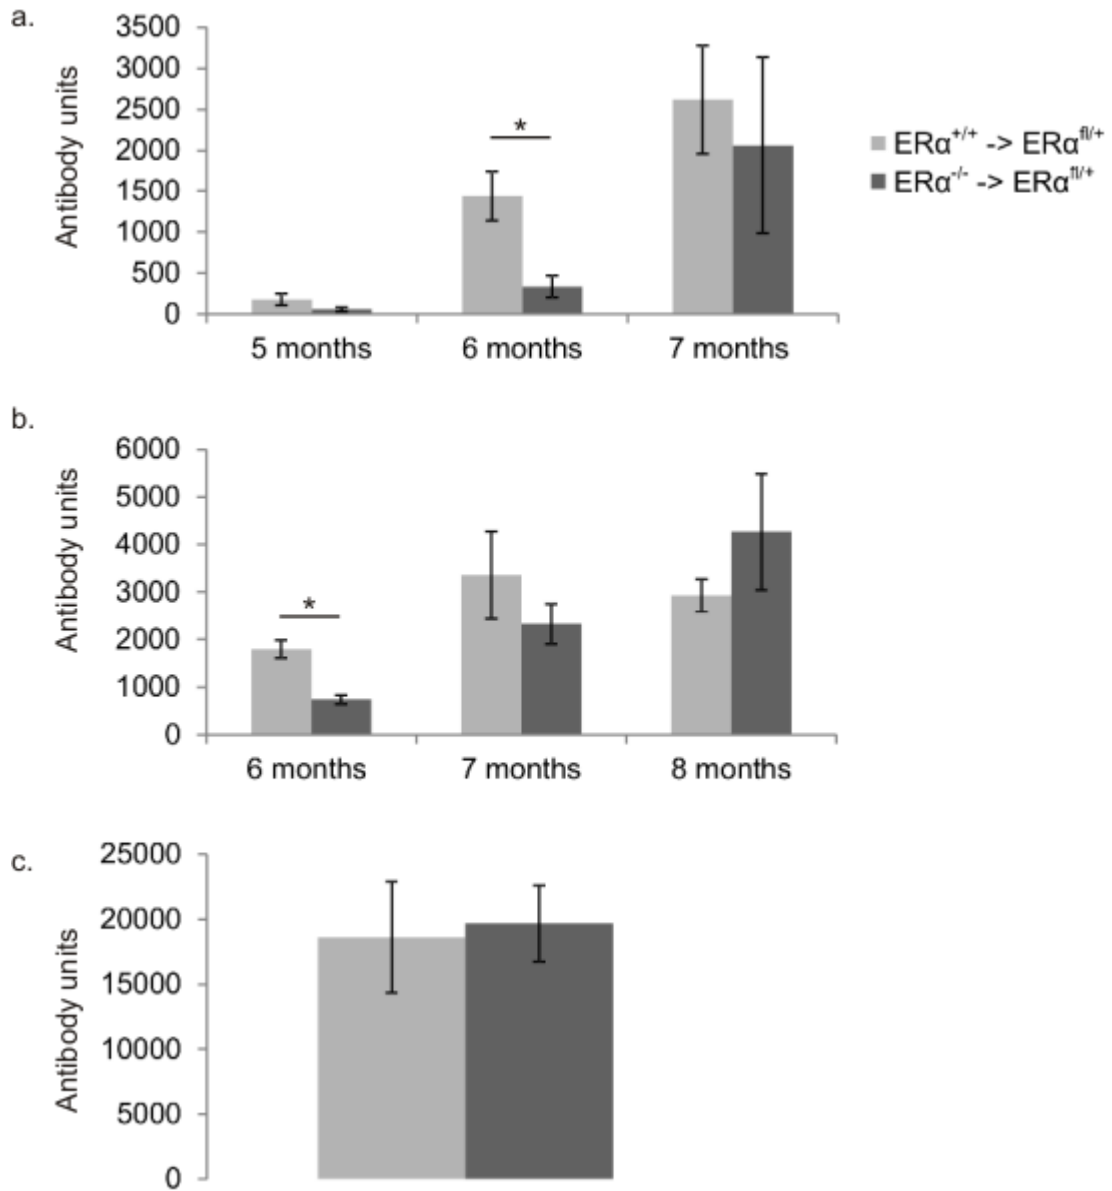 a.
Antibody units
3500
3000
2500
2000
1500
1000
500
0
*
5 months
6 months
7 months
ERα+/+ -> ERαfl/+
ERα-/- -> ERαfl/+
b.
Antibody units
6000
5000
4000
3000
2000
1000
0
*
6 months
7 months
8 months
c.
Antibody units
25000
20000
15000
10000
5000
0